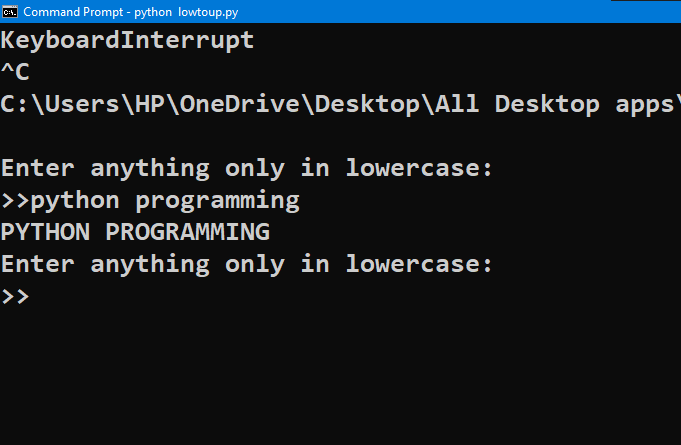 Command Prompt - python  lowtoup.py
KeyboardInterrupt
^C
C:\Users\HP\OneDrive\Desktop\All Desktop apps\
Enter anything only in lowercase:
>>python programming
PYTHON PROGRAMMING
Enter anything only in lowercase:
>>